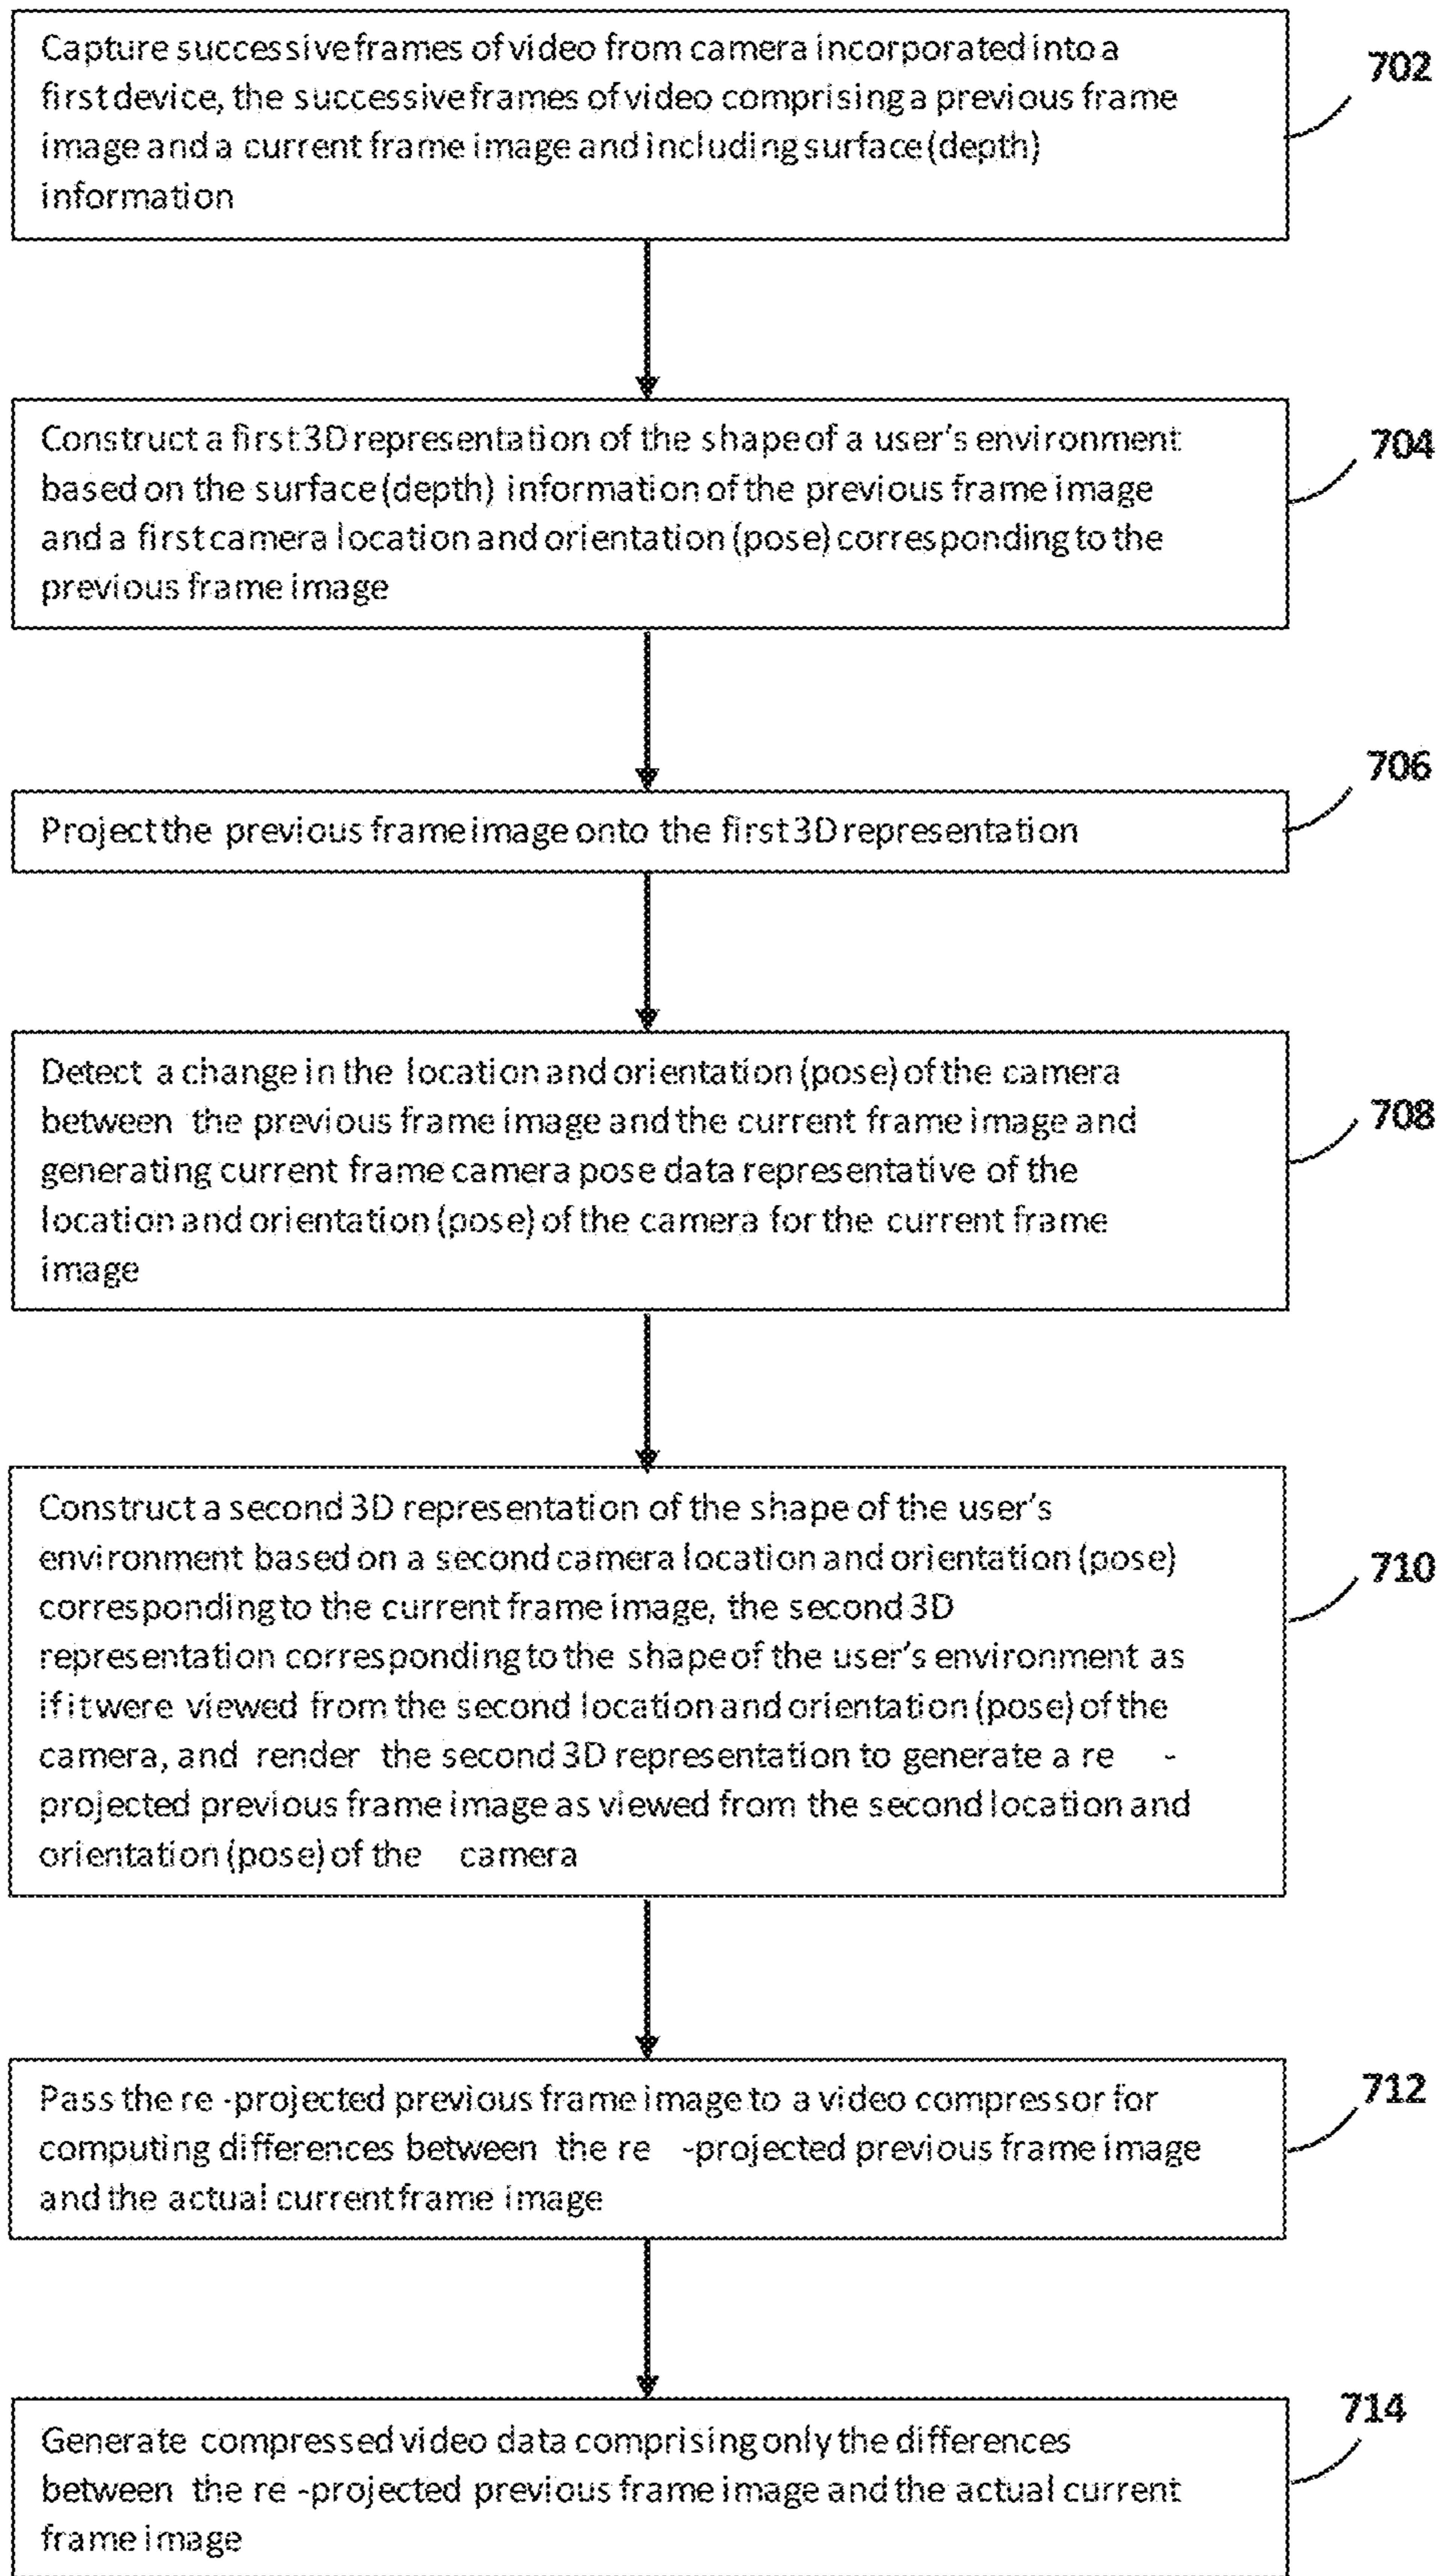 Capture successive frames of video from camera incorporated into a
702
first device, the successive frames of video comprising a previous frame
image and a current frame image and including surface (depth)
information
Construct a first 3D representation of the shape of a user's environment
704
based on the surface (depth) information of the previous frame image
and a first camera location and orientation (pose) corresponding to the
previous frame image
706
Project the previous frame image onto the first 3D representation
Detect a change in the location and orientation (pose) of the camera
between the previous frame image and the current frame image and
708
generating current frame camera pose data representative of the
location and orientation (pose) of the camera for the current frame
image
Construct a second 3D representation of the shape of the user's
environment based on a second camera location and orientation (pose)
710
corresponding to the current frame image, the second 3D
representation corresponding to the shape of the user's environment as
if it were viewed from the second location and orientation (pose) of the
camera, and render the second 3D representation to generate a re -
projected previous frame image as viewed from the second location and
orientation (pose) of the camera
Pass the re -projected previous frame image to a video compressor for
712
computing differences between the re -projected previous frame image
and the actual current frame image
714
Generate compressed video data comprising only the differences
between the re -projected previous frame image and the actual current
frame image